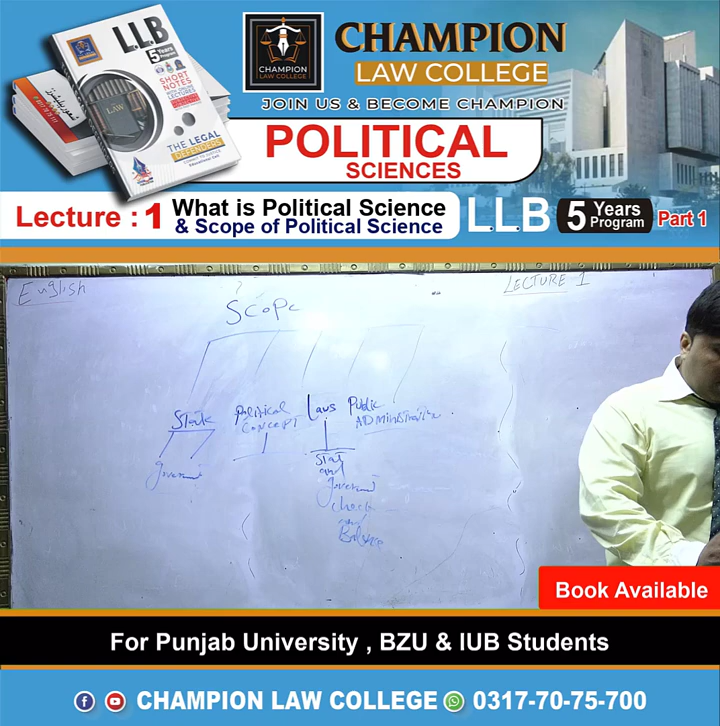 L.L.B
5 Years
Program
SHORT
NOTES
LAW
THE LEGAL
DEFENDERS
CHAMPION
LAW COLLEGE
CHAMPION
LAW COLLEGE
JOIN US & BECOME CHAMPION
POLITICAL
SCIENCES
Lecture : 1 What is Political Science
& Scope of Political Science
L.L.B 5 Years
Program Part 1
English
LECTURE 1
Scope
State Political Laws Public
Concept ADMiNistration
Government
State
and
Government
check
and
Balance
Book Available
For Punjab University , BZU & IUB Students
CHAMPION LAW COLLEGE 0317-70-75-700